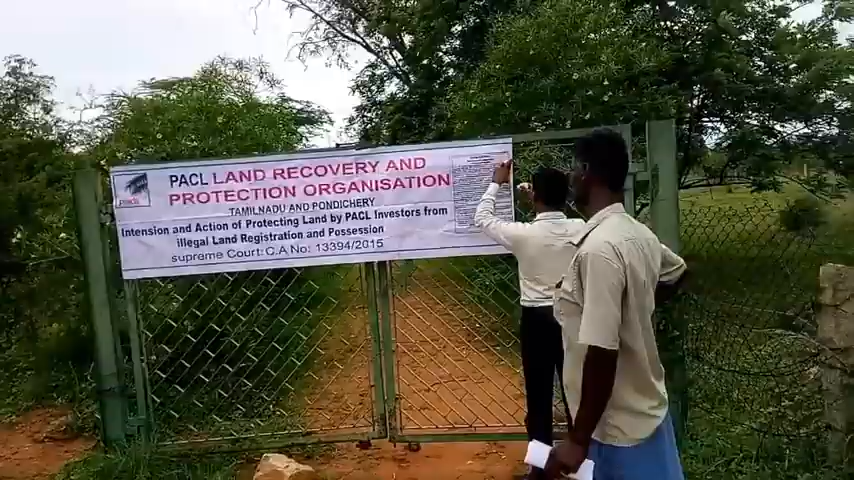 PACL LAND RECOVERY AND
PROTECTION ORGANISATION
TAMILNADU AND PONDICHERY
Intension and Action of Protecting Land by PACL Investors from
illegal Land, Registration and Possession
supreme Court: C.A No: 13394/2015